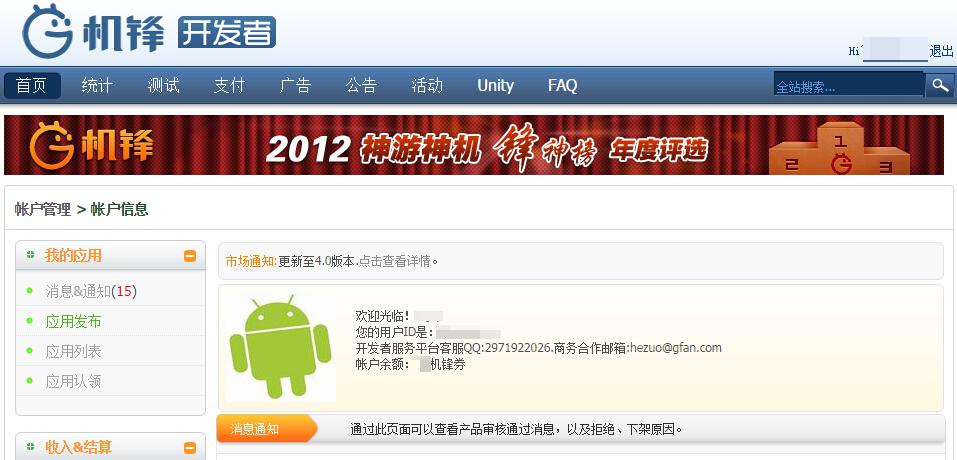 机锋 开发者
Hi~ 退出
首页 统计 测试 支付 广告 公告 活动 Unity FAQ 全站搜索...
机锋 2012 神游神机 锋神榜 年度评选 2 1 3
帐户管理 > 帐户信息
我的应用
消息&通知(15)
应用发布
应用列表
应用认领
收入&结算
市场通知:更新至4.0版本.点击查看详情。
欢迎光临!
您的用户ID是:
开发者服务平台客服QQ:2971922026.商务合作邮箱:hezuo@gfan.com
帐户余额: 机锋券
消息通知 通过此页面可以查看产品审核通过消息，以及拒绝、下架原因。